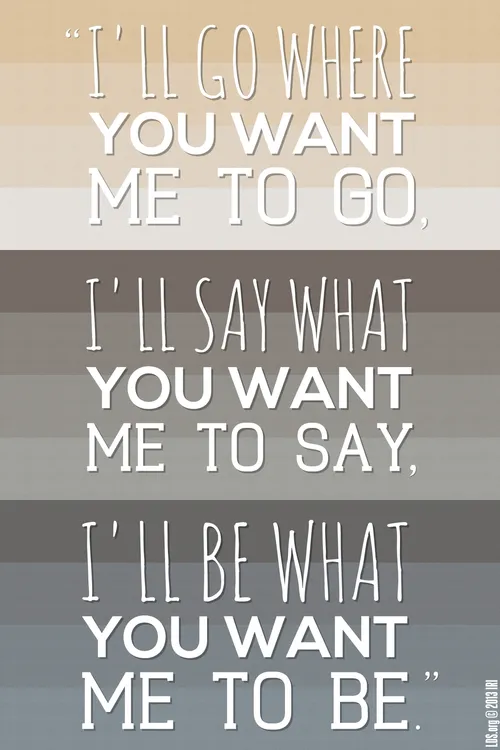 “I'LL GO WHERE
YOU WANT
ME TO GO,
I'LL SAY WHAT
YOU WANT
ME TO SAY,
I'LL BE WHAT
YOU WANT
ME TO BE.”
LDS.org © 2013 IRI